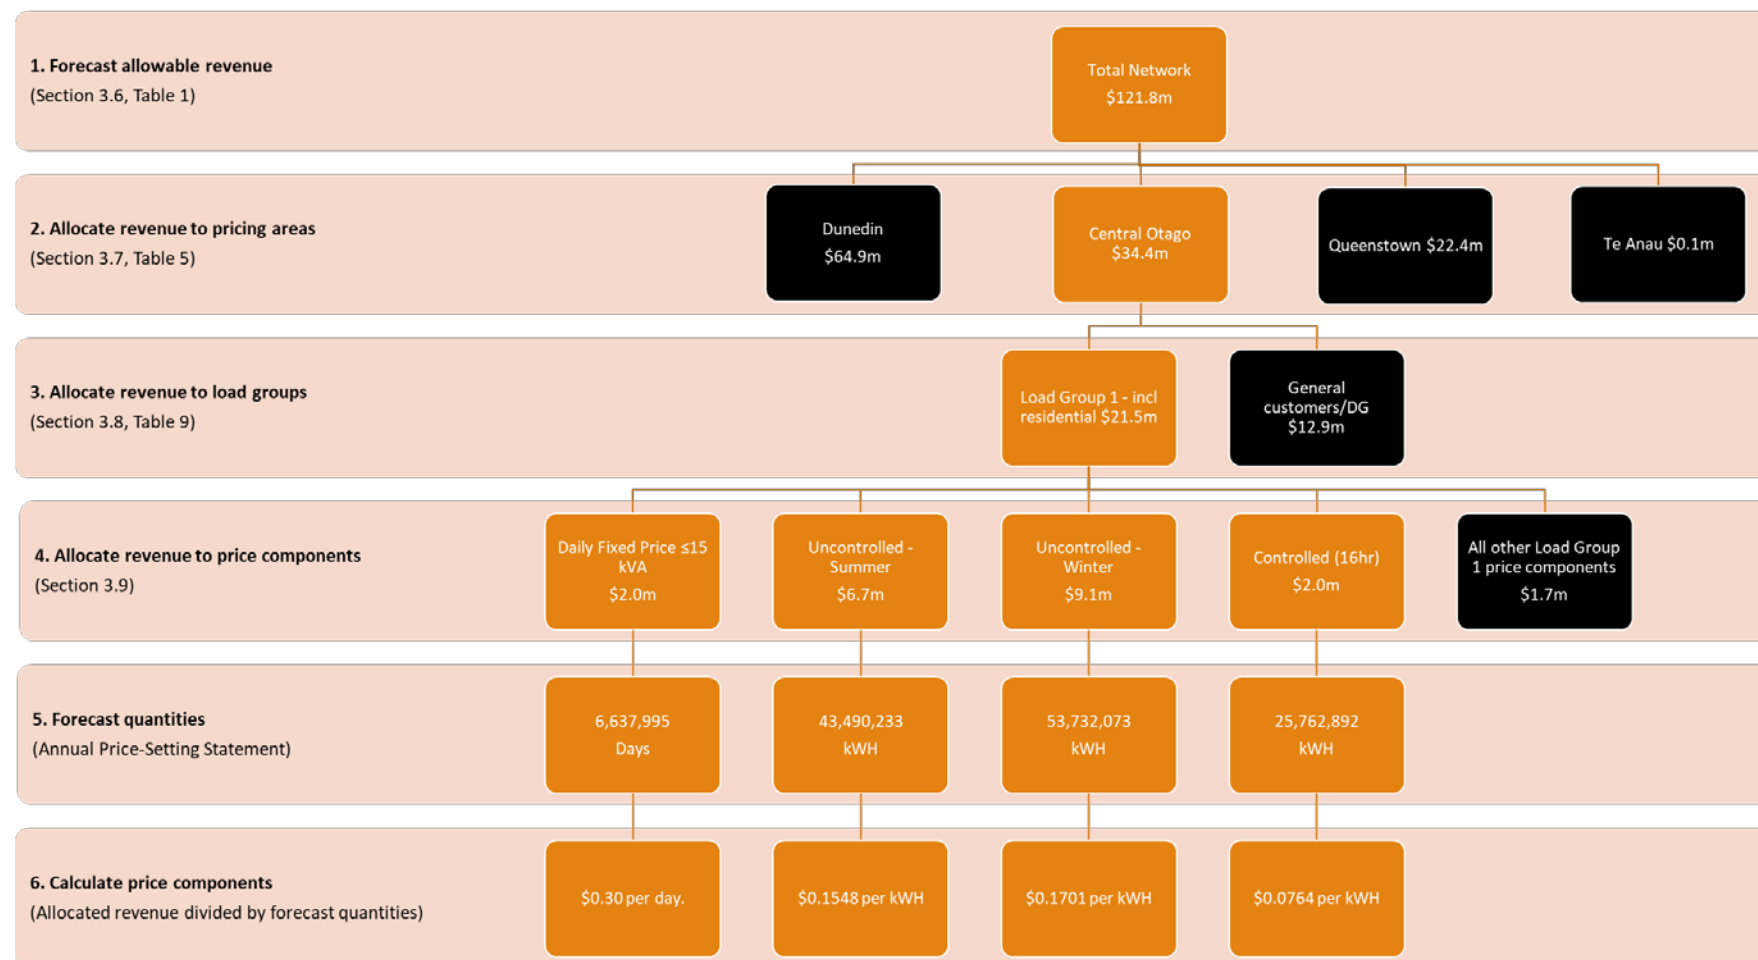 1. Forecast allowable revenue
(Section 3.6, Table 1)
Total Network
$121.8m
2. Allocate revenue to pricing areas
(Section 3.7, Table 5)
Dunedin
$64.9m
Central Otago
$34.4m
Queenstown $22.4m
Te Anau $0.1m
3. Allocate revenue to load groups
(Section 3.8, Table 9)
Load Group 1 - incl
residential $21.5m
General
customers/DG
$12.9m
4. Allocate revenue to price components
(Section 3.9)
Daily Fixed Price ≤15
kVA
$2.0m
Uncontrolled -
Summer
$6.7m
Uncontrolled -
Winter
$9.1m
Controlled (16hr)
$2.0m
All other Load Group
1 price components
$1.7m
5. Forecast quantities
(Annual Price-Setting Statement)
6,637,995
Days
43,490,233
kWH
53,732,073
kWH
25,762,892
kWH
6. Calculate price components
(Allocated revenue divided by forecast quantities)
$0.30 per day.
$0.1548 per kWH
$0.1701 per kWH
$0.0764 per kWH